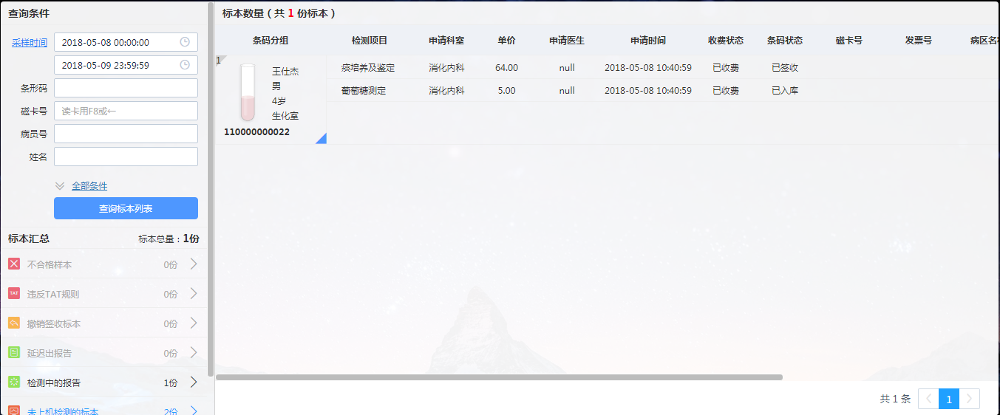 查询条件
采样时间
2018-05-08 00:00:00
2018-05-09 23:59:59
条形码
磁卡号
读卡用F8或←
病员号
姓名
全部条件
查询标本列表
标本汇总 标本总量：1份
不合格样本 0份
TAT 违反TAT规则 0份
撤销签收标本 0份
延迟出报告 0份
检测中的报告 1份
未上机检测的标本 2份
标本数量 ( 共 1 份标本 )
条码分组 检测项目 申请科室 单价 申请医生 申请时间 收费状态 条码状态 磁卡号 发票号 病区名称
1
王仕杰
男
4岁
生化室
110000000022
痰培养及鉴定 消化内科 64.00 null 2018-05-08 10:40:59 已收费 已签收
葡萄糖测定 消化内科 5.00 null 2018-05-08 10:40:59 已收费 已入库
共 1 条 1